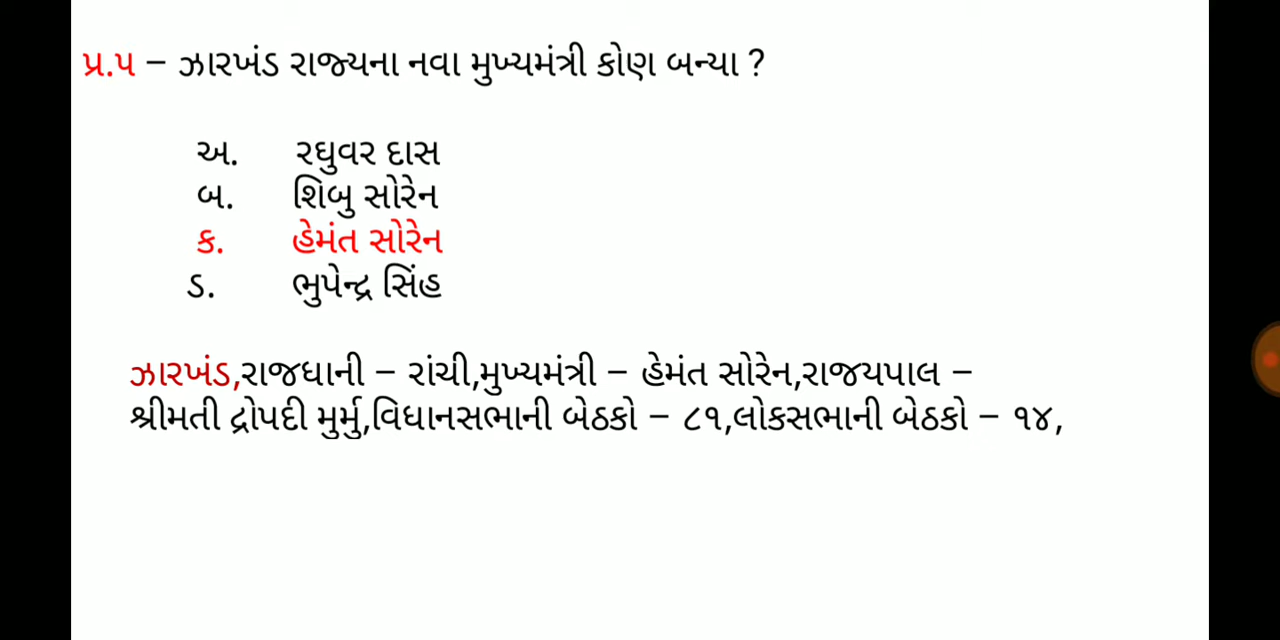 પ્ર.૫ – ઝારખંડ રાજ્યના નવા મુખ્યમંત્રી કોણ બન્યા ?
અ. રઘુવર દાસ
બ. શિબુ સોરેન
ક. હેમંત સોરેન
ડ. ભુપેન્દ્ર સિંહ
ઝારખંડ,રાજધાની – રાંચી,મુખ્યમંત્રી – હેમંત સોરેન,રાજયપાલ –
શ્રીમતી દ્રોપદી મુર્મુ,વિધાનસભાની બેઠકો – ૮૧,લોકસભાની બેઠકો – ૧૪,